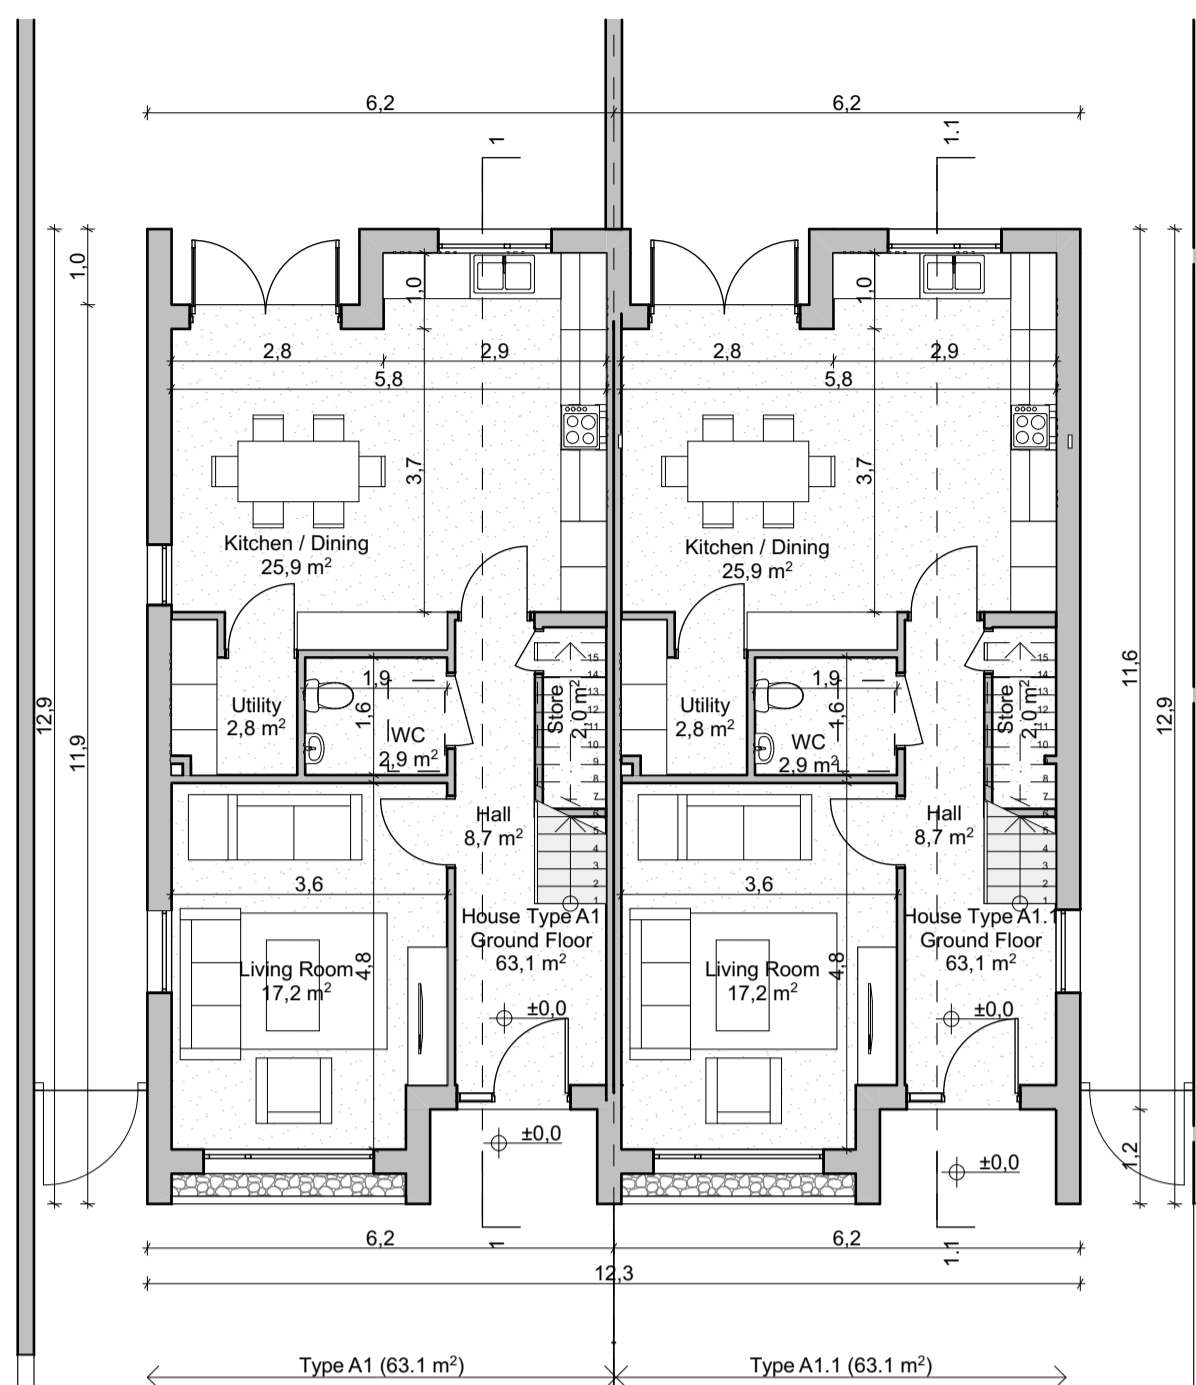 6,2
6,2
1
1.1
1,0
1,0
1,0
2,8
2,9
2,8
2,9
5,8
5,8
3,7
3,7
Kitchen / Dining
25,9 m²
Kitchen / Dining
25,9 m²
12,9
11,9
11,6
12,9
Utility
2,8 m²
1,9
1,6
WC
2,9 m²
Store
2,0 m²
15
14
13
12
11
10
9
8
7
6
5
4
3
2
1
Utility
2,8 m²
1,9
1,6
WC
2,9 m²
Store
2,0 m²
15
14
13
12
11
10
9
8
7
6
5
4
3
2
1
Hall
8,7 m²
Hall
8,7 m²
3,6
3,6
House Type A1
Ground Floor
63,1 m²
House Type A1.1
Ground Floor
63,1 m²
Living Room
17,2 m²
4,8
Living Room
17,2 m²
4,8
±0,0
±0,0
±0,0
±0,0
1,2
6,2
1
6,2
1.1
12,3
Type A1 (63.1 m²)
Type A1.1 (63.1 m²)